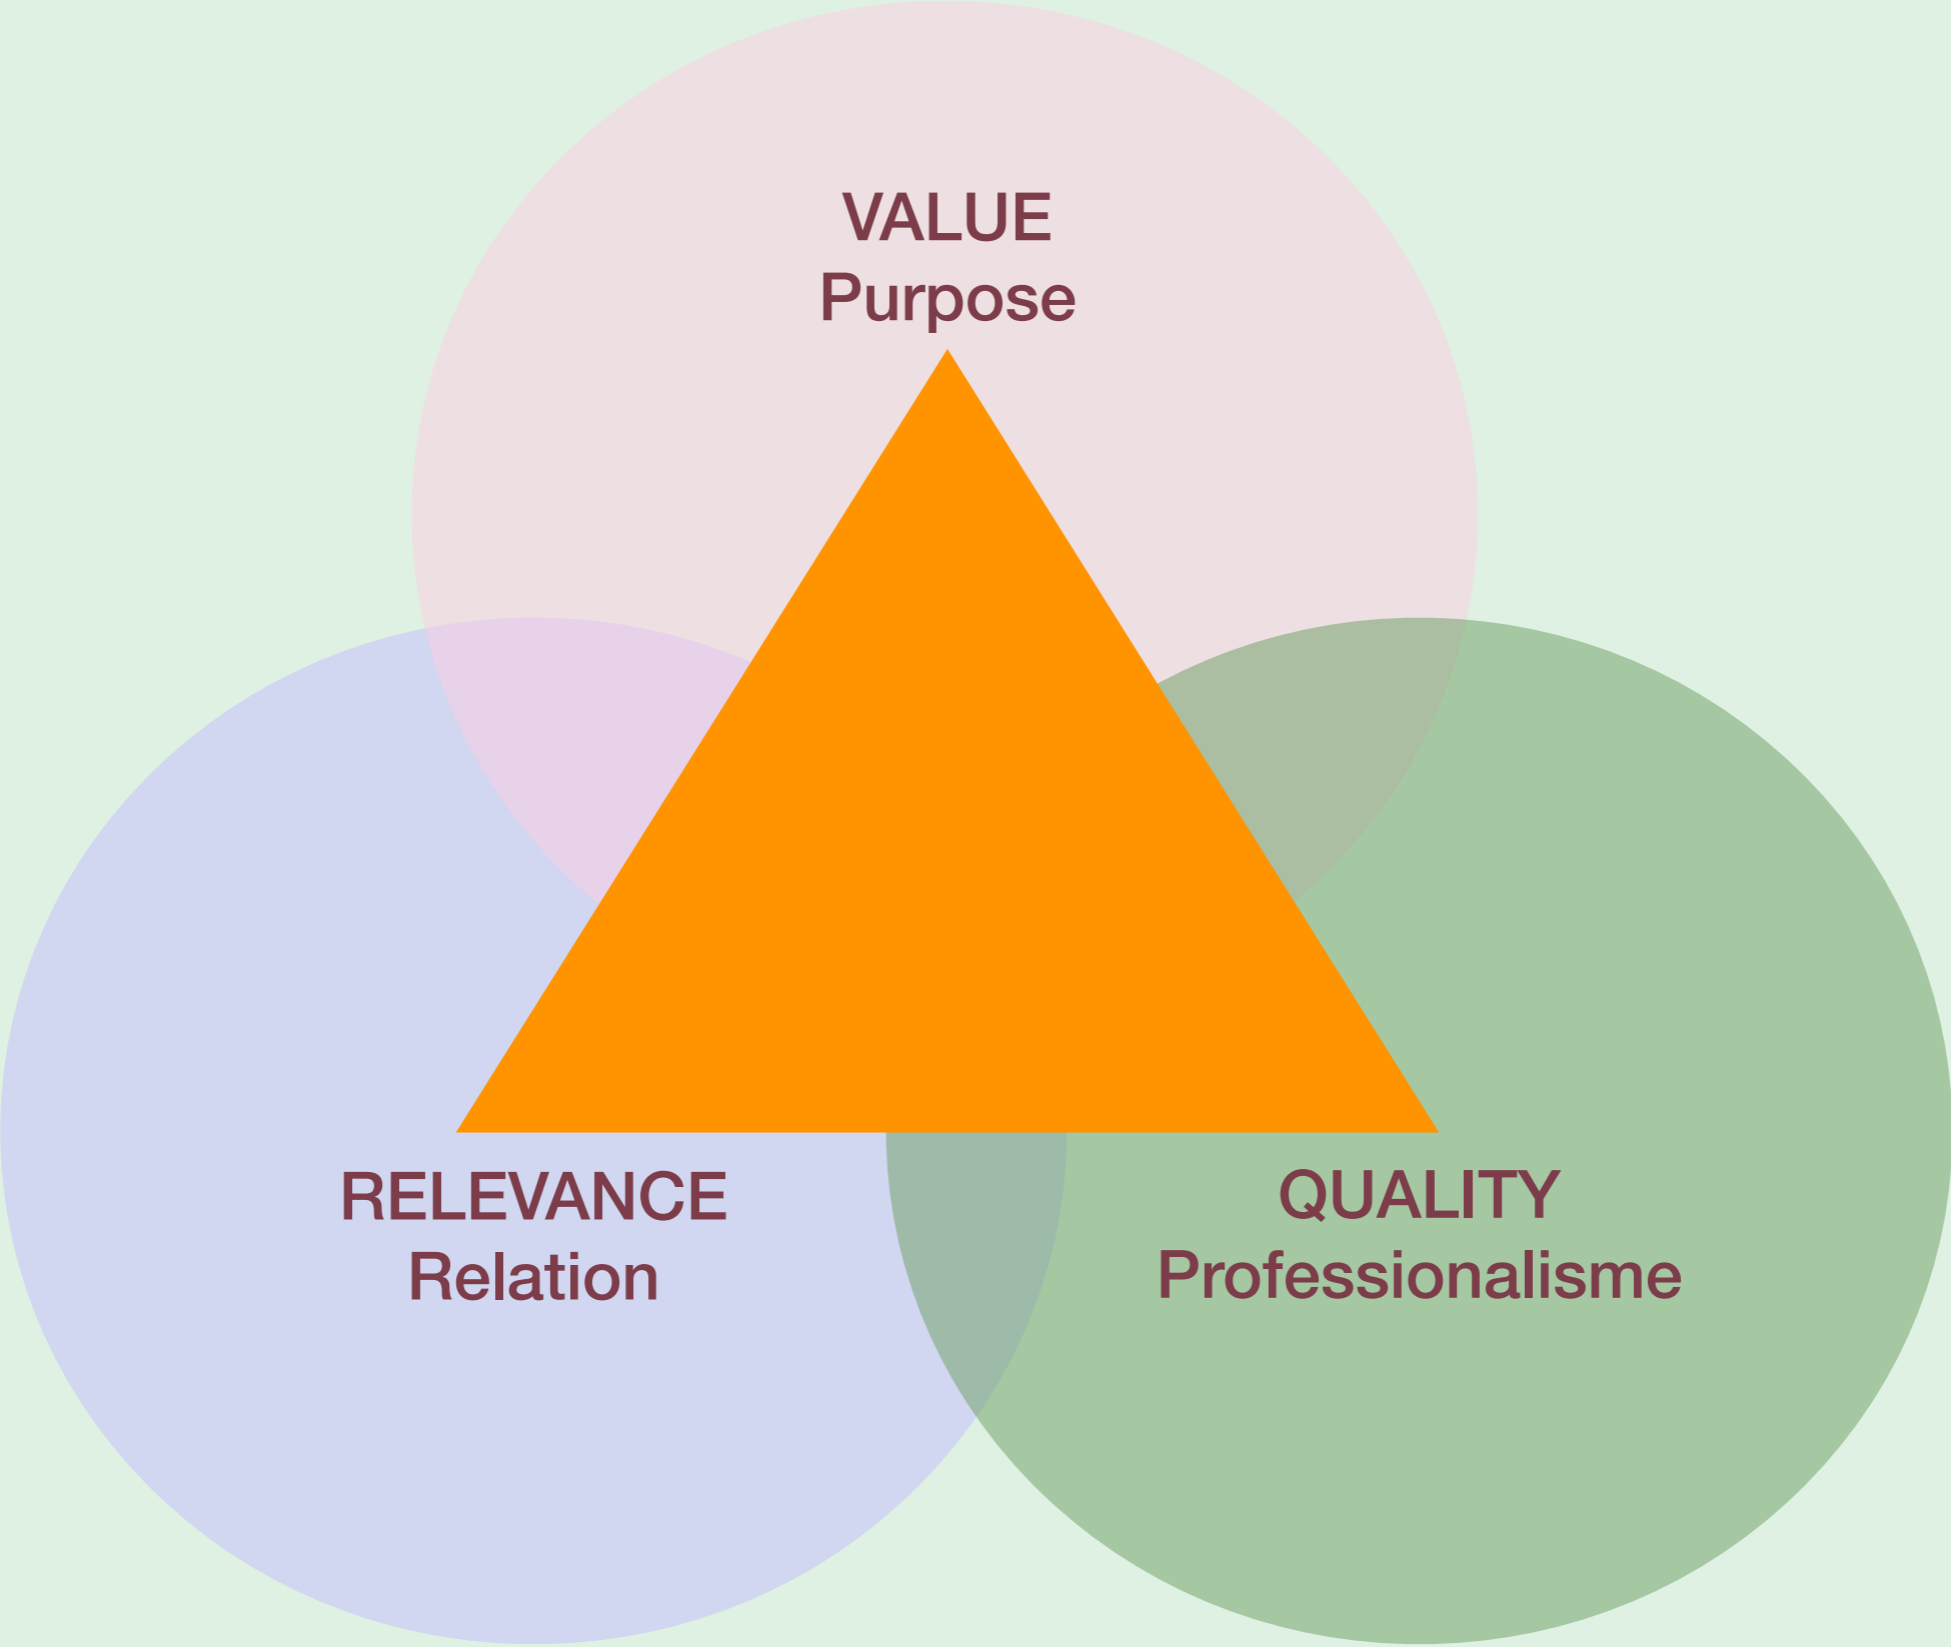 VALUE
Purpose
RELEVANCE
Relation
QUALITY
Professionalisme